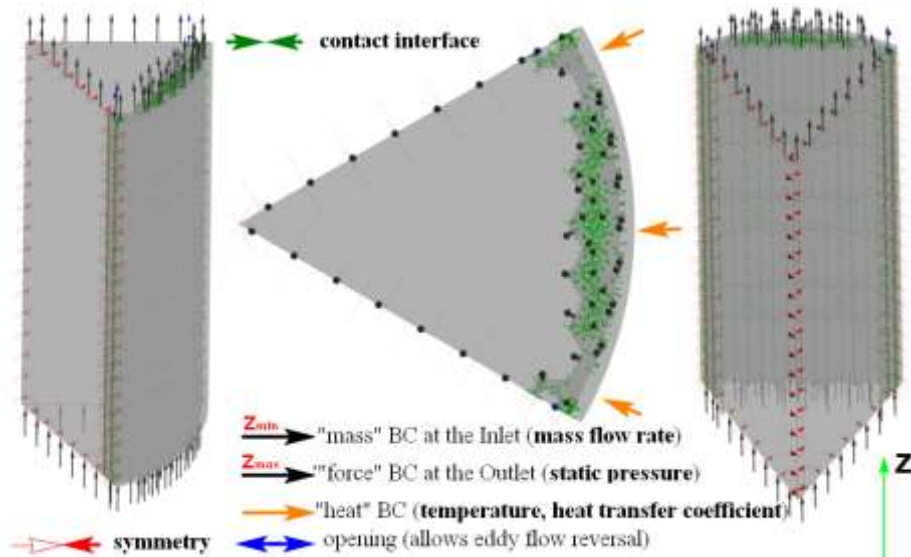 contact interface
Zmin
"mass" BC at the Inlet (mass flow rate)
Zmax
"force" BC at the Outlet (static pressure)
Z
"heat" BC (temperature, heat transfer coefficient)
symmetry
opening (allows eddy flow reversal)